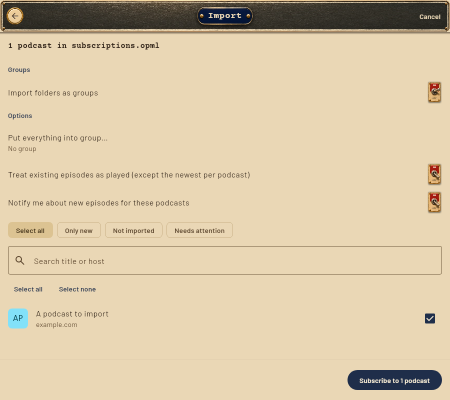 Import
Cancel
1 podcast in subscriptions.opml
Groups
Import folders as groups
Options
Put everything into group...
No group
Treat existing episodes as played (except the newest per podcast)
Notify me about new episodes for these podcasts
Select all Only new Not imported Needs attention
Search title or host
Select all Select none
AP A podcast to import
example.com
Subscribe to 1 podcast